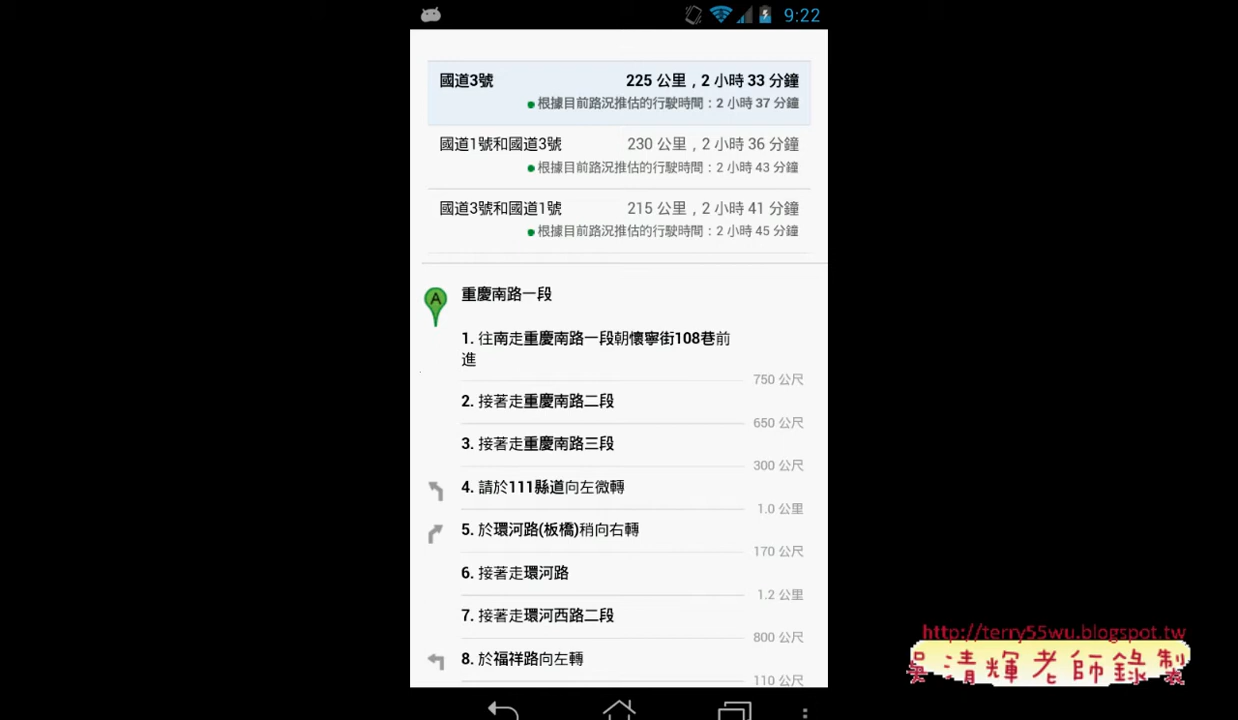 9:22
國道3號 225 公里，2 小時 33 分鐘
根據目前路況推估的行駛時間：2 小時 37 分鐘
國道1號和國道3號 230 公里，2 小時 36 分鐘
根據目前路況推估的行駛時間：2 小時 43 分鐘
國道3號和國道1號 215 公里，2 小時 41 分鐘
根據目前路況推估的行駛時間：2 小時 45 分鐘
A 重慶南路一段
1. 往南走重慶南路一段朝懷寧街108巷前
進
750 公尺
2. 接著走重慶南路二段
650 公尺
3. 接著走重慶南路三段
300 公尺
4. 請於111縣道向左微轉
1.0 公里
5. 於環河路(板橋)稍向右轉
170 公尺
6. 接著走環河路
1.2 公里
7. 接著走環河西路二段
800 公尺
8. 於福祥路向左轉
110 公尺
http://terry55wu.blogspot.tw
吳清輝老師錄製